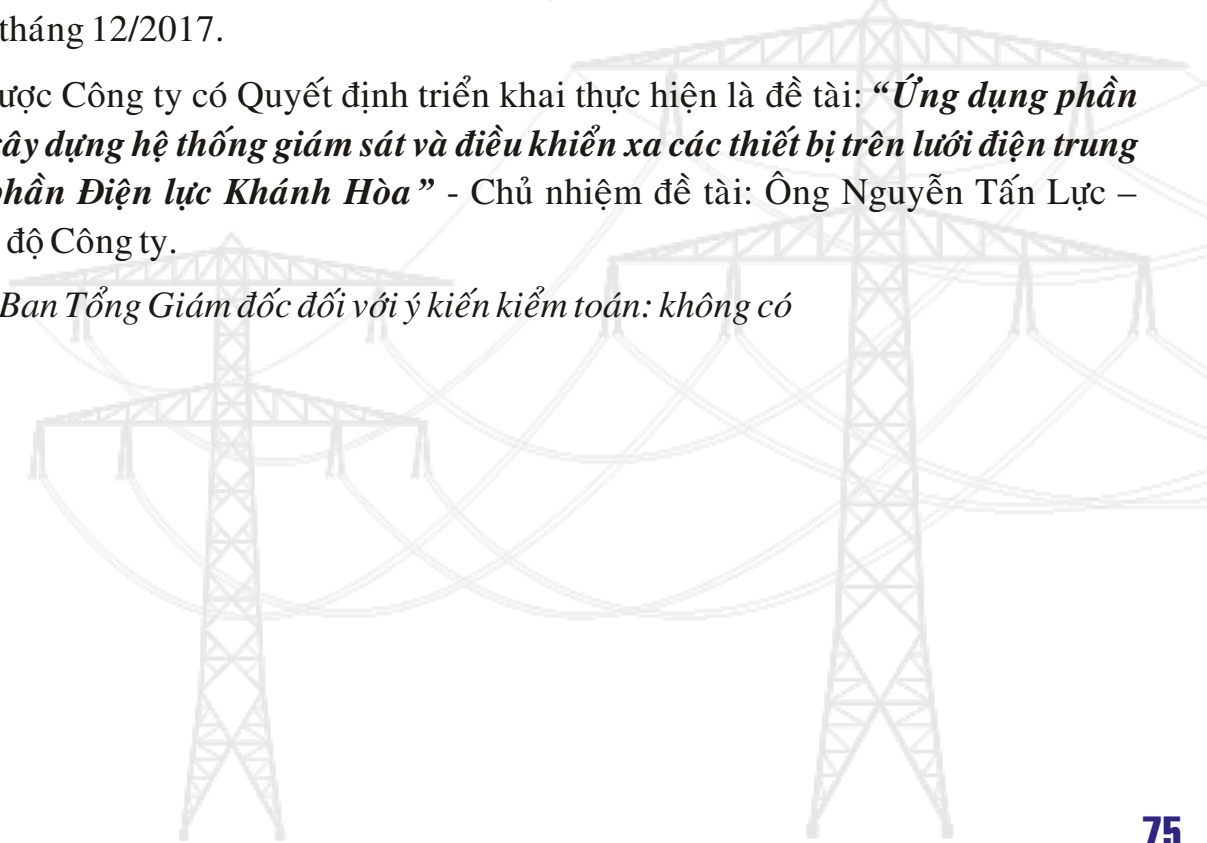 tháng 12/2017.
ược Công ty có Quyết định triển khai thực hiện là đề tài: “Ứng dụng phần
xây dựng hệ thống giám sát và điều khiển xa các thiết bị trên lưới điện trung
phần Điện lực Khánh Hòa” - Chủ nhiệm đề tài: Ông Nguyễn Tấn Lực –
độ Công ty.
Ban Tổng Giám đốc đối với ý kiến kiểm toán: không có
75